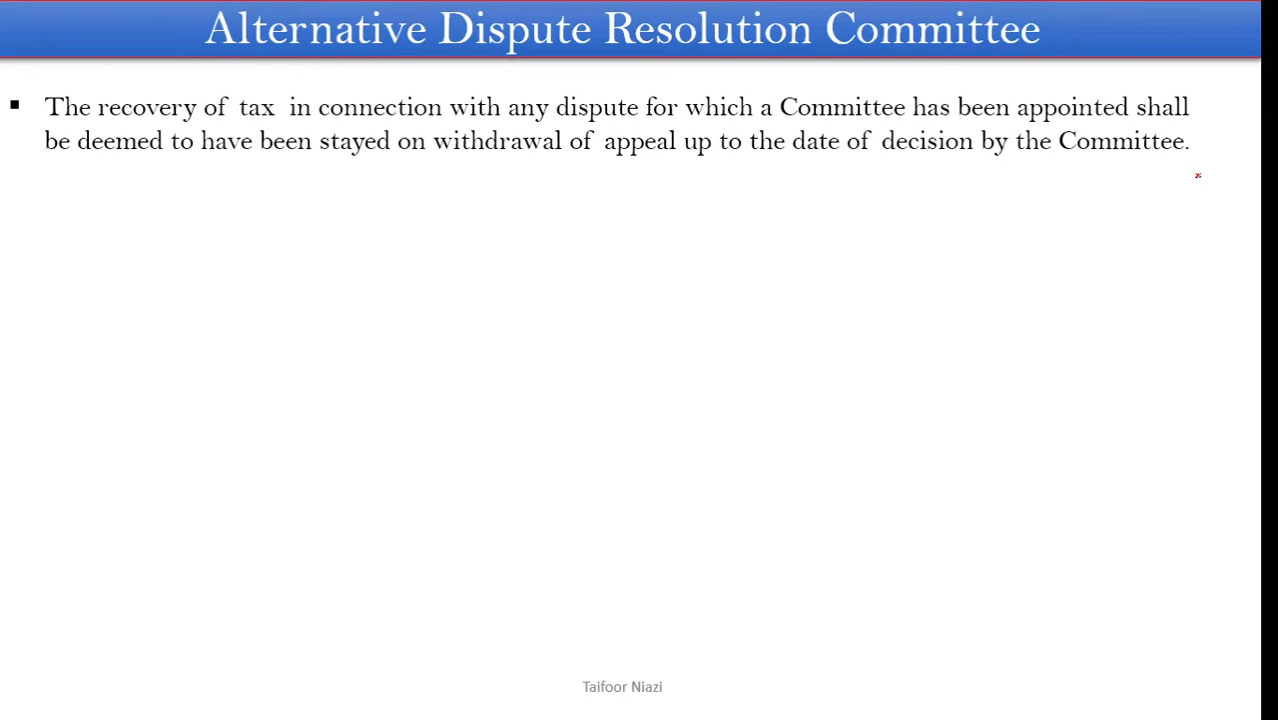 Alternative Dispute Resolution Committee
▪ The recovery of tax in connection with any dispute for which a Committee has been appointed shall
be deemed to have been stayed on withdrawal of appeal up to the date of decision by the Committee.
Taifoor Niazi